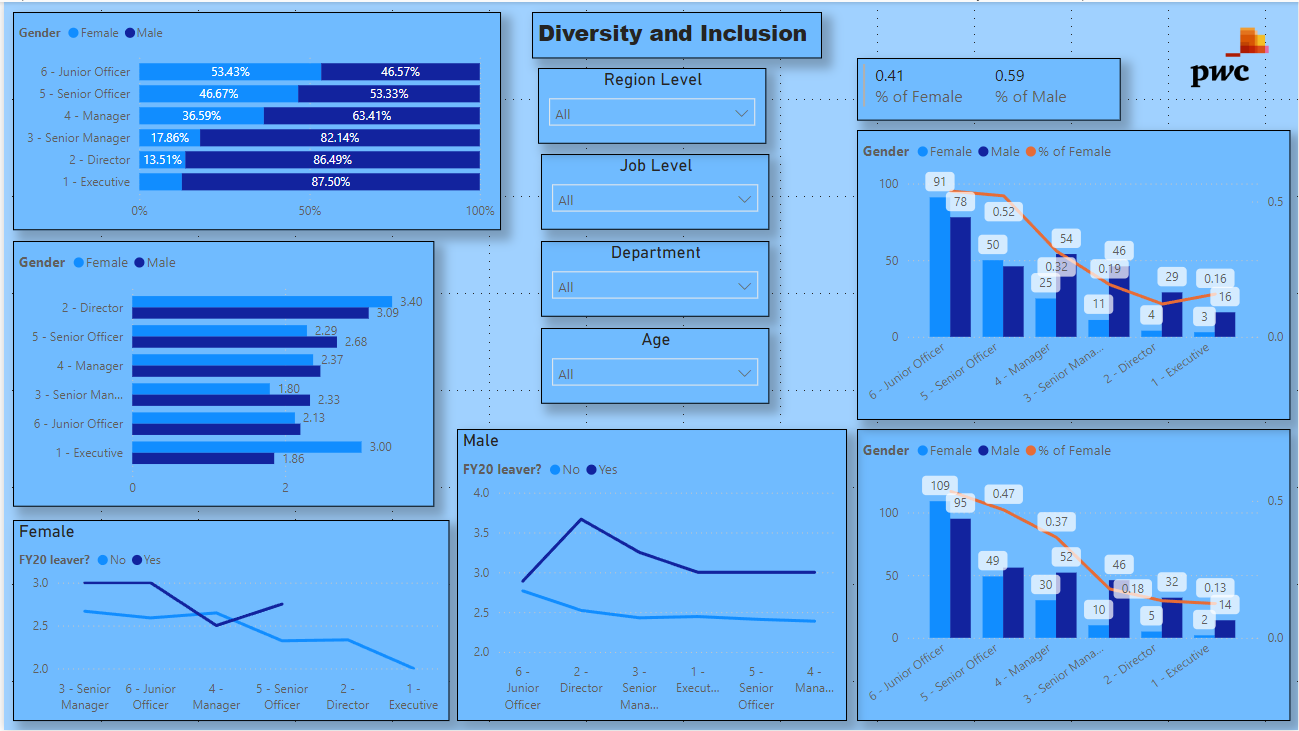 Gender Female Male
6 - Junior Officer 53.43% 46.57%
5 - Senior Officer 46.67% 53.33%
4 - Manager 36.59% 63.41%
3 - Senior Manager 17.86% 82.14%
2 - Director 13.51% 86.49%
1 - Executive 87.50%
0% 50% 100%
Diversity and Inclusion
Region Level
All
Job Level
All
Department
All
Age
All
pwc
0.41 0.59
% of Female % of Male
Gender Female Male % of Female
100
50
0
0.5
0.0
91
78
50
0.52
25
0.32
54
11
0.19
46
4
29
3
0.16
16
6 - Junior Officer
5 - Senior Officer
4 - Manager
3 - Senior Mana...
2 - Director
1 - Executive
Gender Female Male
2 - Director 3.40
3.09
5 - Senior Officer 2.29
2.68
4 - Manager 2.37
3 - Senior Man... 1.80
2.33
6 - Junior Officer 2.13
1 - Executive 3.00
1.86
0 2
Female
FY20 leaver? No Yes
3.0
2.5
2.0
3 - Senior Manager
6 - Junior Officer
4 - Manager
5 - Senior Officer
2 - Director
1 - Executive
Male
FY20 leaver? No Yes
4.0
3.5
3.0
2.5
2.0
6 - Junior Officer
2 - Director
3 - Senior Mana...
1 - Execut...
5 - Senior Officer
4 - Mana...
Gender Female Male % of Female
100
50
0
0.5
0.0
109
95
49
0.47
30
0.37
52
10
46
0.18
5
32
2
0.13
14
6 - Junior Officer
5 - Senior Officer
4 - Manager
3 - Senior Mana...
2 - Director
1 - Executive